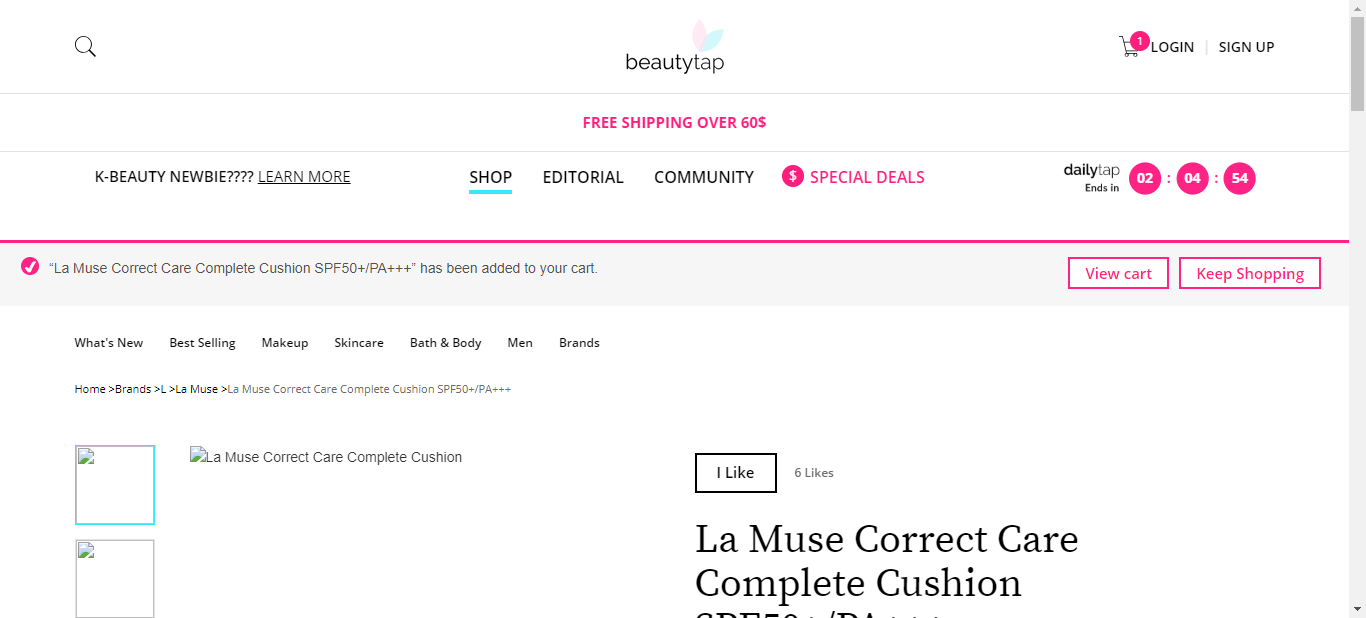 beautytap
1
LOGIN
SIGN UP
FREE SHIPPING OVER 60$
K-BEAUTY NEWBIE???? LEARN MORE
SHOP
EDITORIAL
COMMUNITY
$ SPECIAL DEALS
dailytap
Ends in
02 : 04 : 54
“La Muse Correct Care Complete Cushion SPF50+/PA+++” has been added to your cart.
View cart
Keep Shopping
What's New
Best Selling
Makeup
Skincare
Bath & Body
Men
Brands
Home >Brands >L >La Muse >La Muse Correct Care Complete Cushion SPF50+/PA+++
La Muse Correct Care Complete Cushion
I Like
6 Likes
La Muse Correct Care
Complete Cushion
SPF50+/PA+++